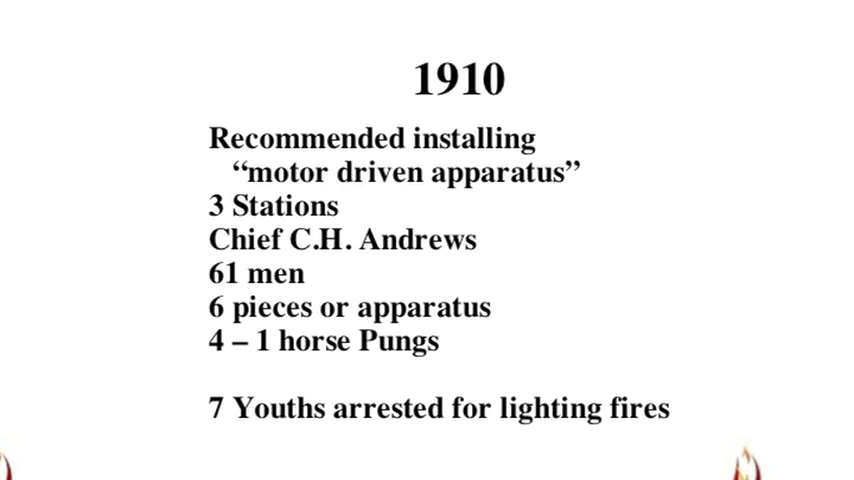 1910
Recommended installing
“motor driven apparatus”
3 Stations
Chief C.H. Andrews
61 men
6 pieces or apparatus
4 – 1 horse Pungs
7 Youths arrested for lighting fires